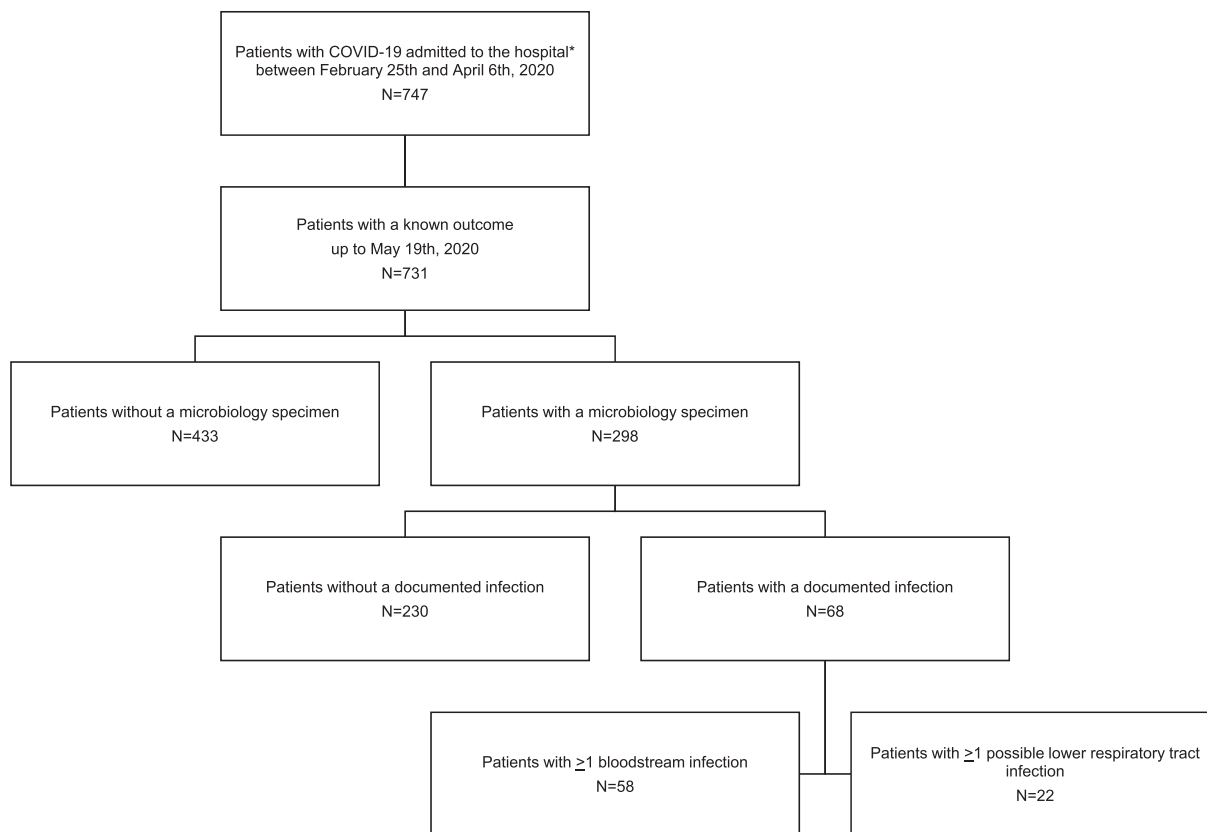 Patients with COVID-19 admitted to the hospital*
between February 25th and April 6th, 2020
N=747
Patients with a known outcome
up to May 19th, 2020
N=731
Patients without a microbiology specimen
N=433
Patients with a microbiology specimen
N=298
Patients without a documented infection
N=230
Patients with a documented infection
N=68
Patients with ≥1 bloodstream infection
N=58
Patients with ≥1 possible lower respiratory tract
infection
N=22